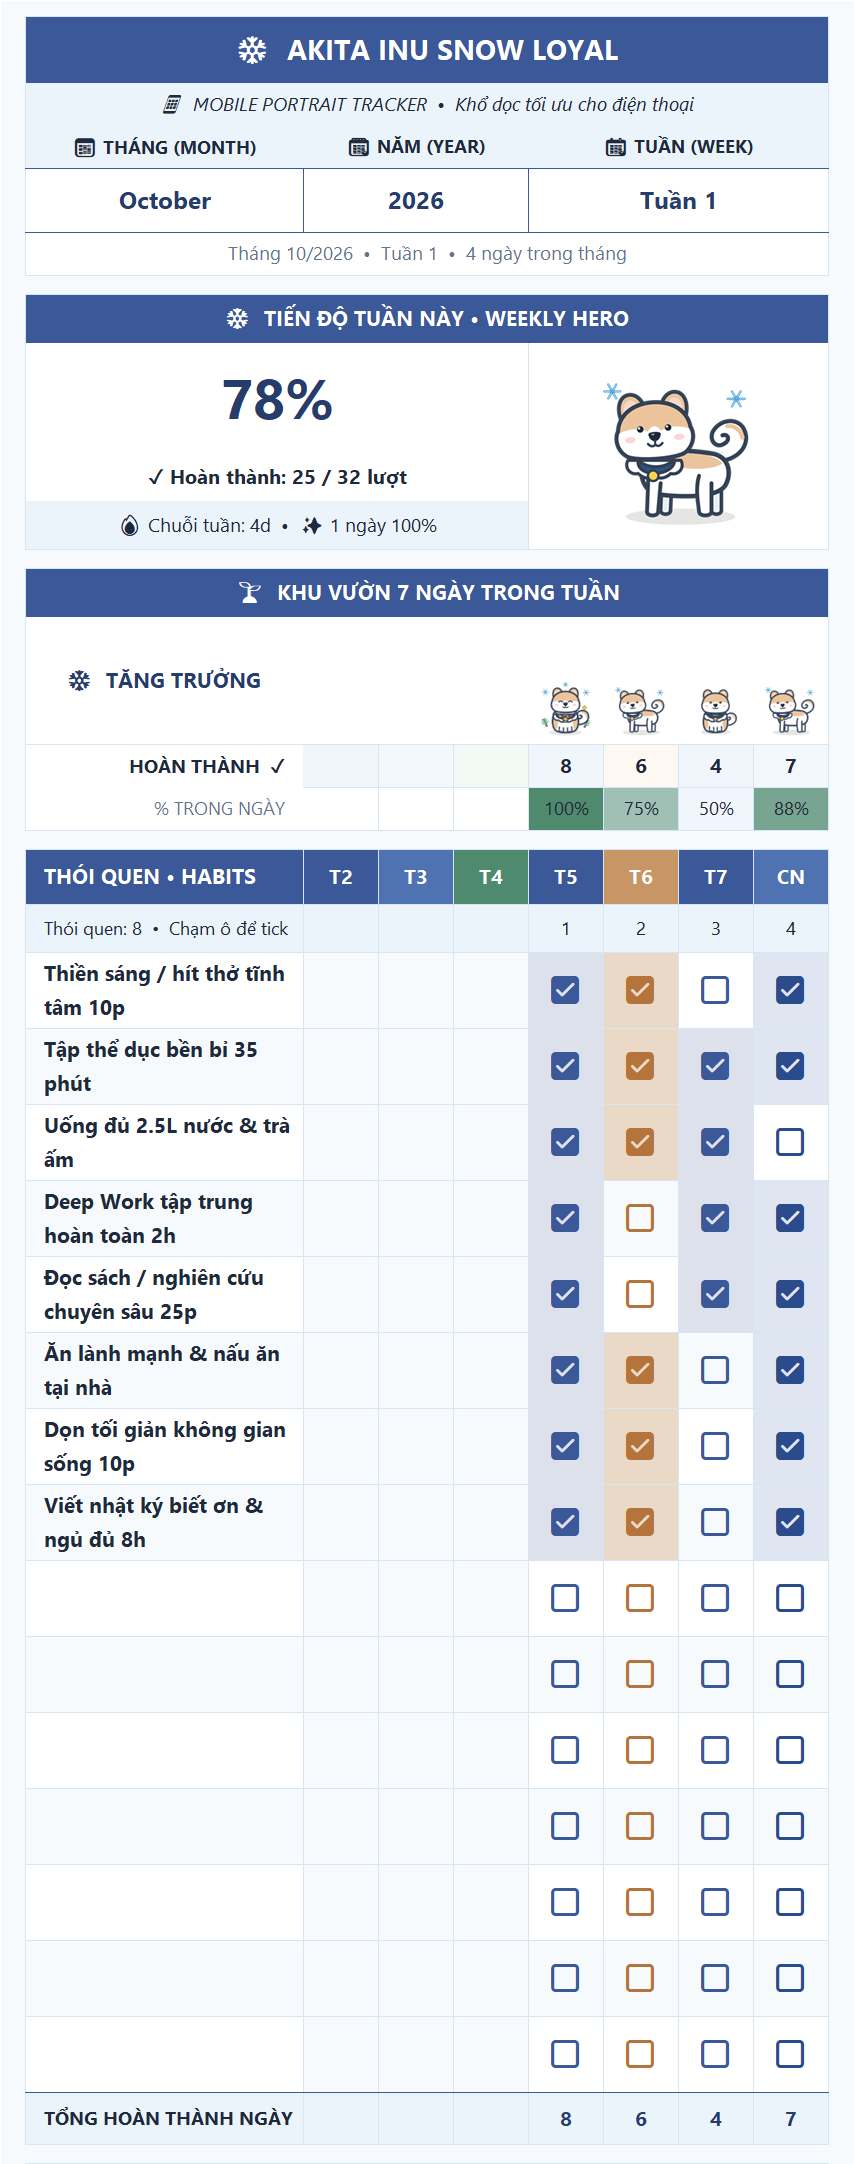 AKITA INU SNOW LOYAL
MOBILE PORTRAIT TRACKER • Khổ dọc tối ưu cho điện thoại
THÁNG (MONTH) NĂM (YEAR) TUẦN (WEEK)
October 2026 Tuần 1
Tháng 10/2026 • Tuần 1 • 4 ngày trong tháng
TIẾN ĐỘ TUẦN NÀY • WEEKLY HERO
78%
✓ Hoàn thành: 25 / 32 lượt
Chuỗi tuần: 4d • 1 ngày 100%
KHU VƯỜN 7 NGÀY TRONG TUẦN
TĂNG TRƯỞNG
HOÀN THÀNH ✓ 8 6 4 7
% TRONG NGÀY 100% 75% 50% 88%
THÓI QUEN • HABITS T2 T3 T4 T5 T6 T7 CN
Thói quen: 8 • Chạm ô để tick 1 2 3 4
Thiền sáng / hít thở tĩnh
tâm 10p
Tập thể dục bền bỉ 35
phút
Uống đủ 2.5L nước & trà
ấm
Deep Work tập trung
hoàn toàn 2h
Đọc sách / nghiên cứu
chuyên sâu 25p
Ăn lành mạnh & nấu ăn
tại nhà
Dọn tối giản không gian
sống 10p
Viết nhật ký biết ơn &
ngủ đủ 8h
TỔNG HOÀN THÀNH NGÀY 8 6 4 7